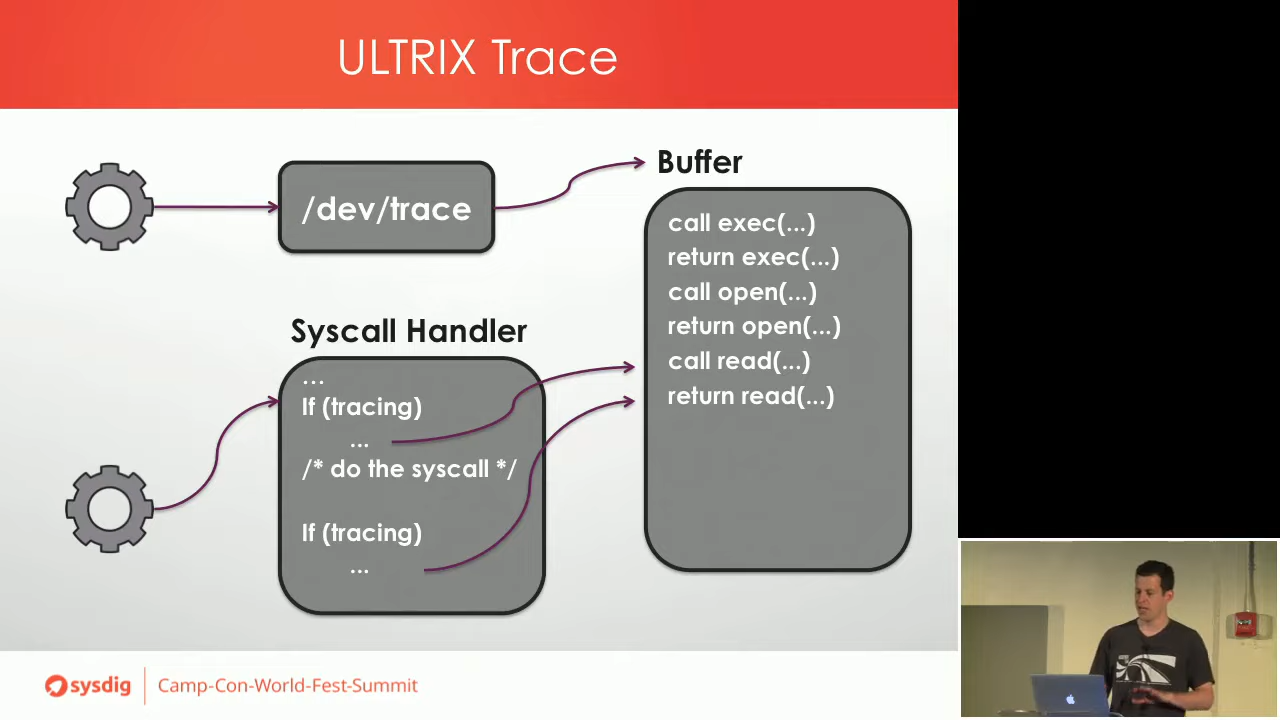 ULTRIX Trace
/dev/trace
Buffer
call exec(...)
return exec(...)
call open(...)
return open(...)
call read(...)
return read(...)
Syscall Handler
...
If (tracing)
...
/* do the syscall */
If (tracing)
...
sysdig
Camp-Con-World-Fest-Summit